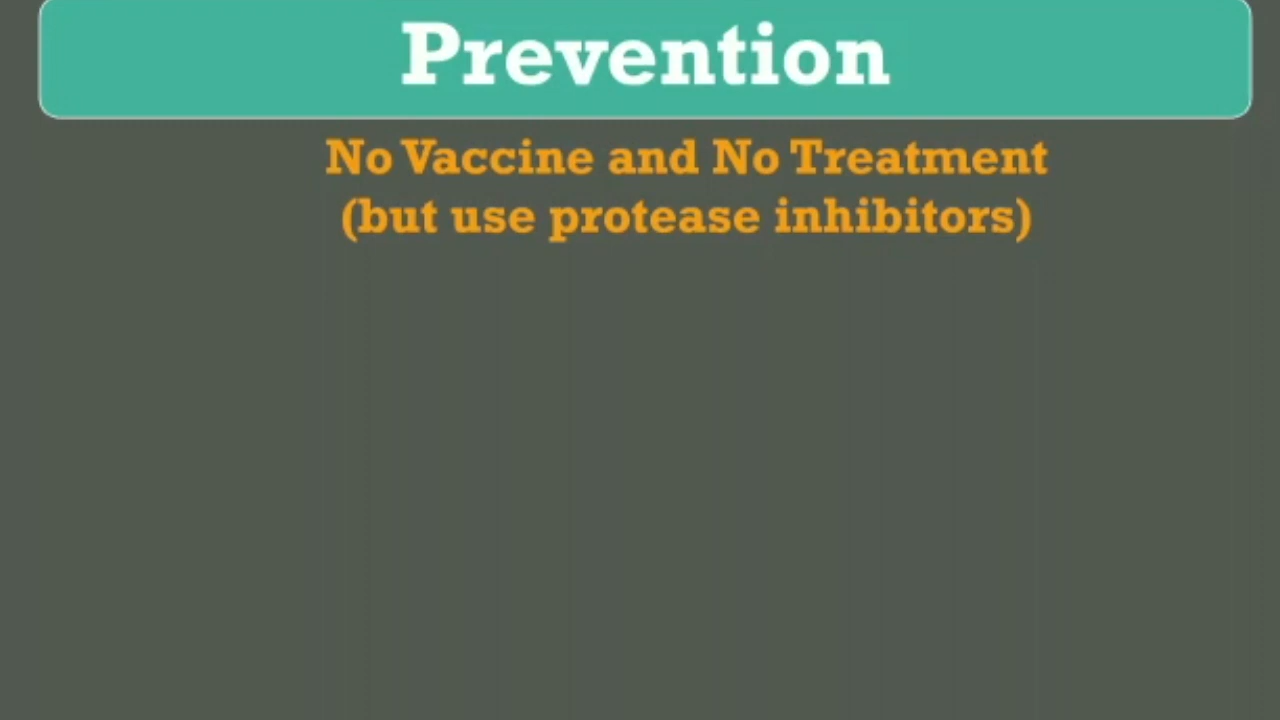 Prevention
No Vaccine and No Treatment
(but use protease inhibitors)